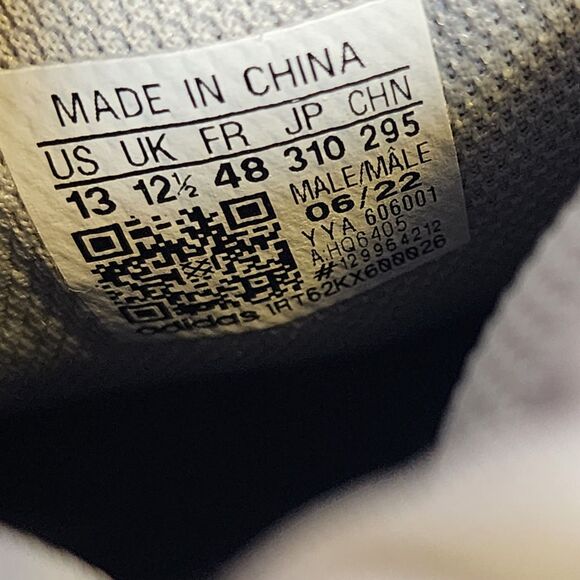 MADE IN CHINA
US UK FR JP CHN
13 12½ 48 310 295
MALE/MÂLE
06/22
YYA 606001
A:HQ6405
#129964212
adidas 1RT62KX600026